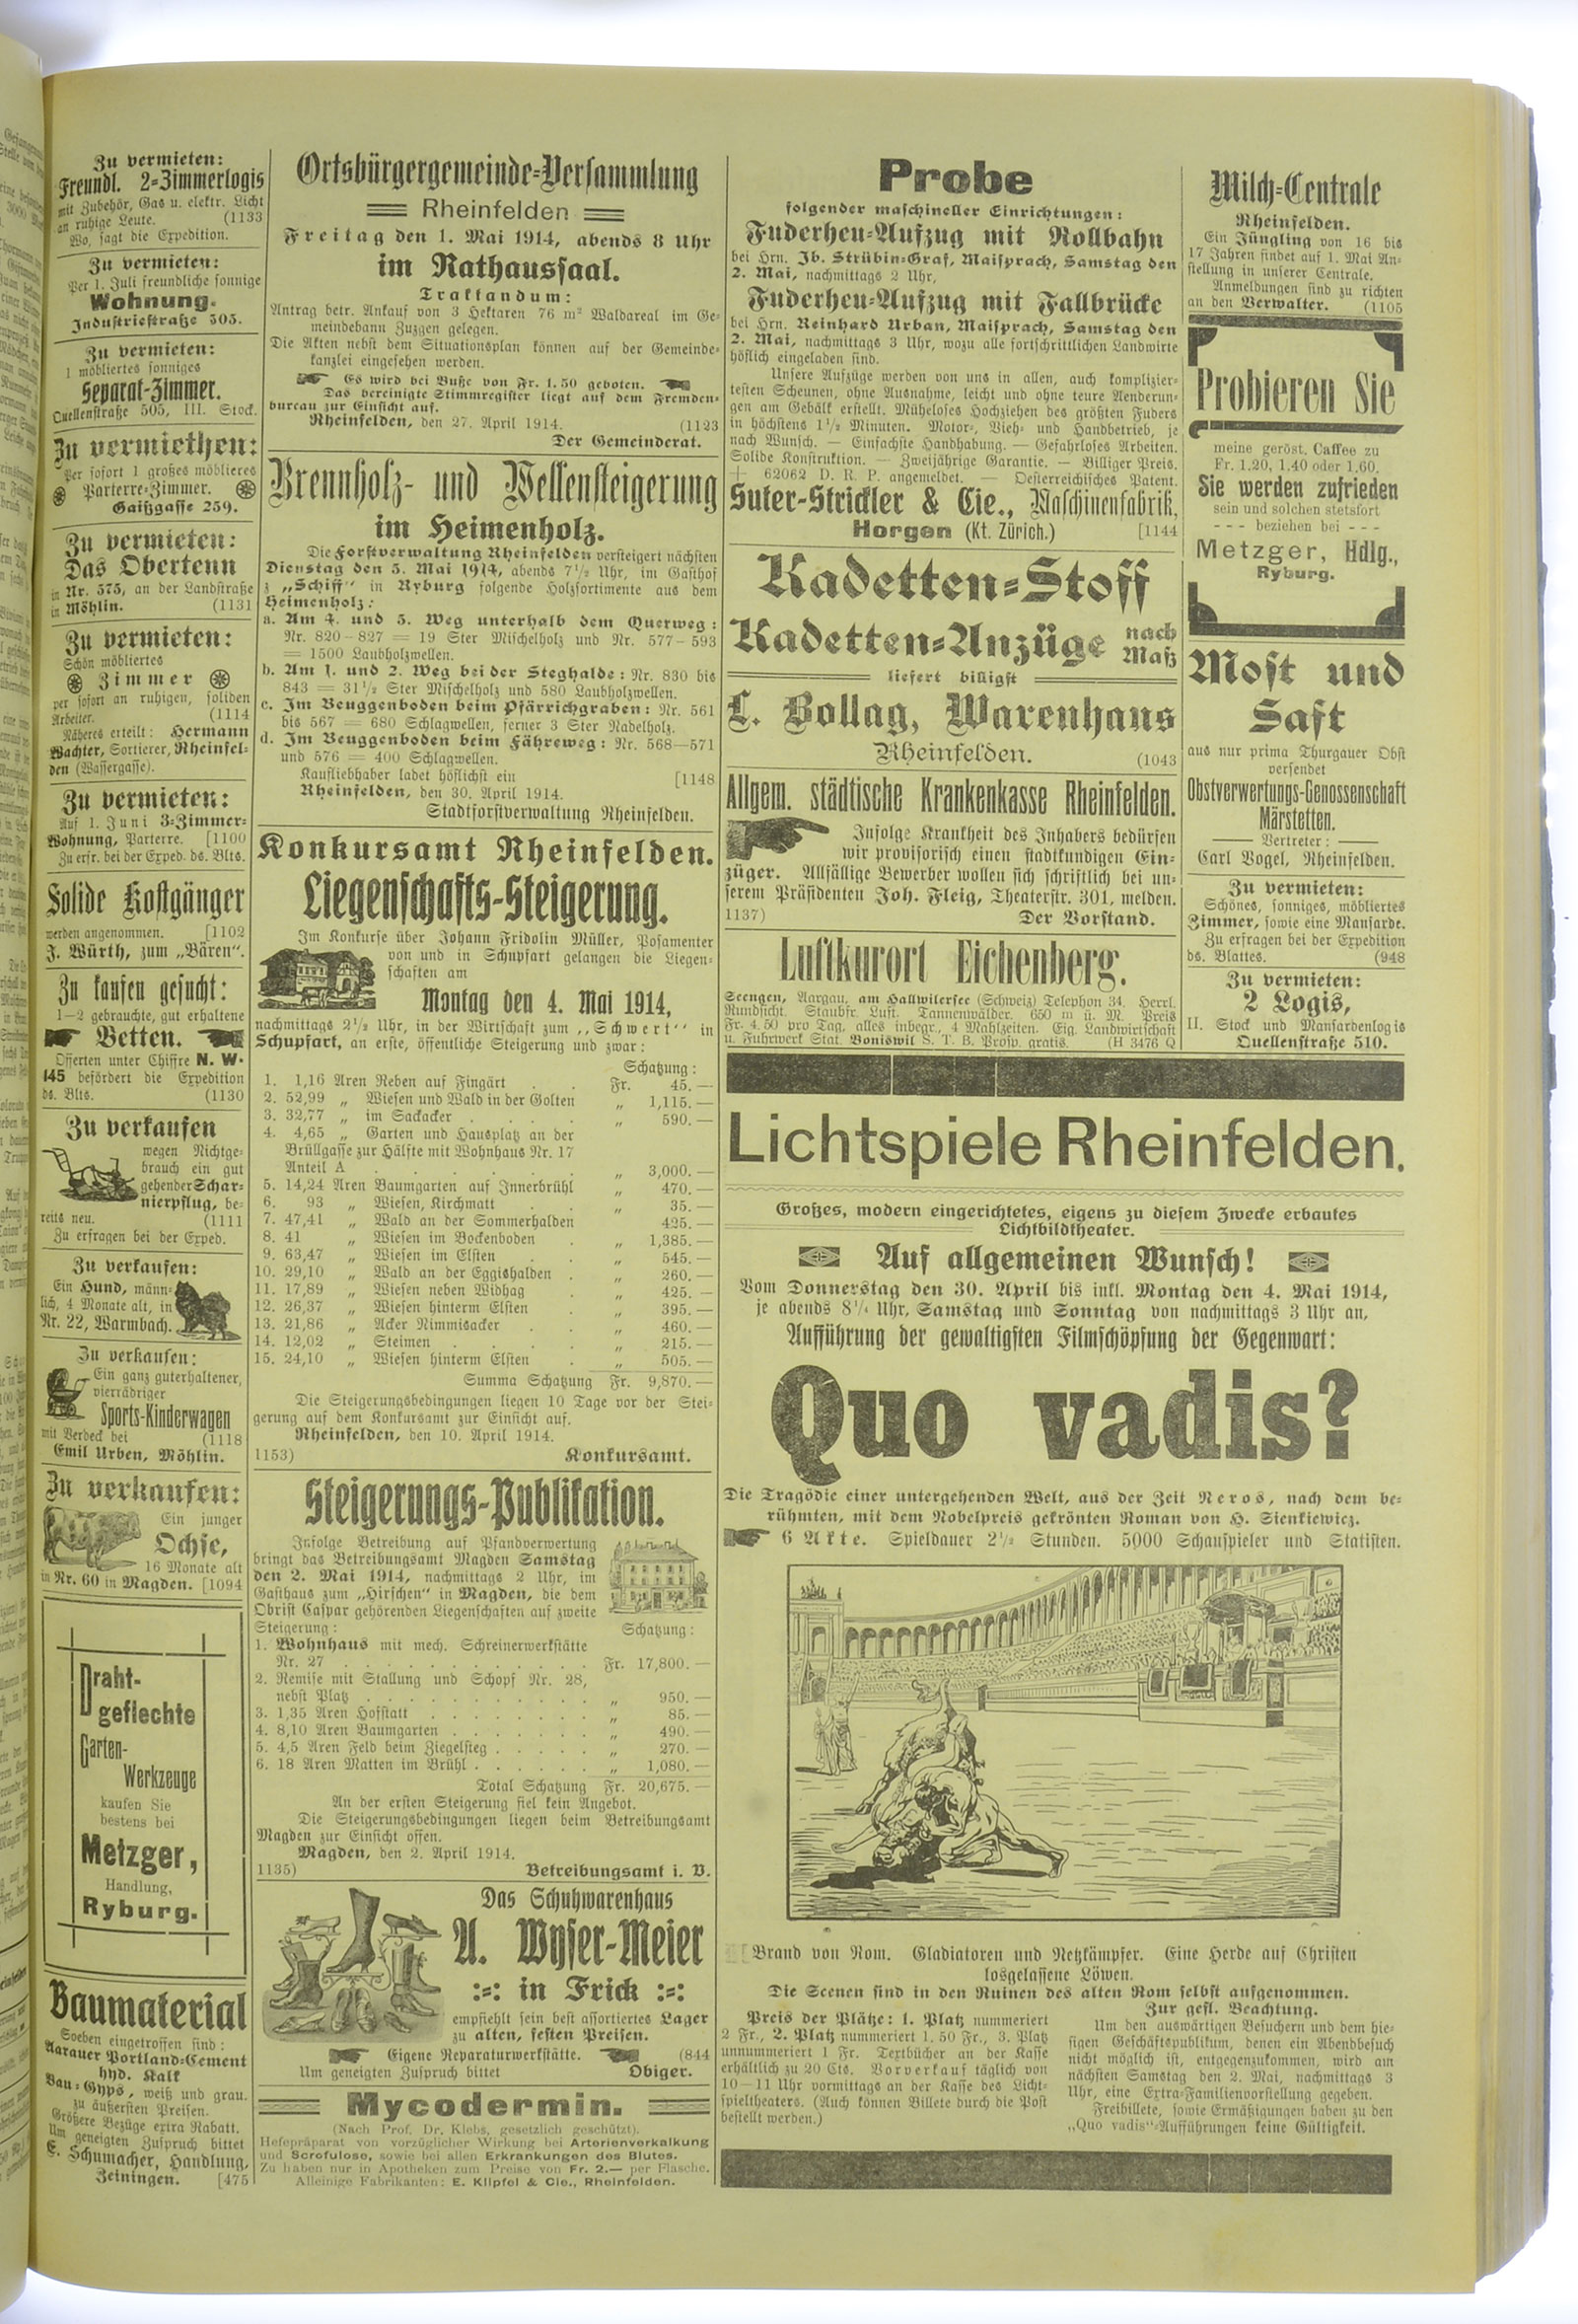 Zu vermieten:
Freundl. 2-Zimmerlogis
mit Zubehör, Gas u. elektr. Licht
an ruhige Leute. (1133
Wo, sagt die Expedition.
Zu vermieten:
Per 1. Juli freundliche sonnige
Wohnung.
Industriestraße 303.
Zu vermieten:
1 möbliertes sonniges
Separat-Zimmer.
Quellenstraße 505, III. Stock.
Zu vermiethen:
Per sofort 1 großes möblieres
Parterre-Zimmer.
Gaißgasse 259.
Zu vermieten:
Das Obertenn
in Nr. 575, an der Landstraße
in Möhlin. (1131
Zu vermieten:
Schön möbliertes
Zimmer
per sofort an ruhigen, soliden
Arbeiter. (1114
Näheres erteilt: Hermann
Wachter, Sortierer, Rheinfel-
den (Wassergasse).
Zu vermieten:
Auf 1. Juni 3-Zimmer-
Wohnung, Parterre. [1100
Zu erfr. bei der Exped. ds. Blts.
Solide Kostgänger
werden angenommen. [1102
J. Würth, zum „Bären“.
Zu kaufen gesucht:
1—2 gebrauchte, gut erhaltene
Betten.
Offerten unter Chiffre N. W.
145 befördert die Expedition
ds. Blts. (1130
Zu verkaufen
wegen Nichtge-
brauch ein gut
gehender Schar-
nierpflug, be-
reits neu. (1111
Zu erfragen bei der Exped.
Zu verkaufen:
Ein Hund, männ-
lich, 4 Monate alt, in
Nr. 22, Warmbach.
Zu verkaufen:
Ein ganz guterhaltener,
vierrädriger
Sports-Kinderwagen
mit Verdeck bei (1118
Emil Urben, Möhlin.
Zu verkaufen:
Ein junger
Ochse,
16 Monate alt
in Nr. 60 in Magden. [1094
Draht-
geflechte
Garten-
Werkzeuge
kaufen Sie
bestens bei
Metzger,
Handlung,
Ryburg.
Baumaterial
Soeben eingetroffen sind:
Aarauer Portland-Cement
hyd. Kalk
Bau-Gyps, weiß und grau.
zu äußersten Preisen.
Größere Bezüge extra Rabatt.
Um geneigten Zuspruch bittet
E. Schumacher, Handlung,
Zeiningen. [475
Ortsbürgergemeinde-Versammlung
Rheinfelden
Freitag den 1. Mai 1914, abends 8 Uhr
im Rathaussaal.
Traktandum:
Antrag betr. Ankauf von 3 Hektaren 76 m² Waldareal im Ge-
meindebann Zuzgen gelegen.
Die Akten nebst dem Situationsplan können auf der Gemeinde-
kanzlei eingesehen werden.
Es wird bei Buße von Fr. 1.50 geboten.
Das bereinigte Stimmregister liegt auf dem Fremden-
bureau zur Einsicht auf.
Rheinfelden, den 27. April 1914. (1123
Der Gemeinderat.
Brennholz- und Wellensteigerung
im Heimenholz.
Die Forstverwaltung Rheinfelden versteigert nächsten
Dienstag den 5. Mai 1914, abends 7½ Uhr, im Gasthof
z „Schiff“ in Ryburg folgende Holzsortimente aus dem
Heimenholz:
a. Am 4. und 5. Weg unterhalb dem Querweg:
Nr. 820—827 = 19 Ster Mischelholz und Nr. 577—593
= 1500 Laubholzwellen.
b. Am 1. und 2. Weg bei der Steghalde: Nr. 830 bis
843 = 31½ Ster Mischelholz und 580 Laubholzwellen.
c. Im Beuggenboden beim Pfärrichgraben: Nr. 561
bis 567 = 680 Schlagwellen, ferner 3 Ster Nadelholz.
d. Im Beuggenboden beim Fähreweg: Nr. 568—571
und 576 = 400 Schlagwellen.
Kaufliebhaber ladet höflichst ein [1148
Rheinfelden, den 30. April 1914.
Stadtforstverwaltung Rheinfelden.
Konkursamt Rheinfelden.
Liegenschafts-Steigerung.
Im Konkurse über Johann Fridolin Müller, Posamenter
von und in Schupfart gelangen die Liegen-
schaften am
Montag den 4. Mai 1914,
nachmittags 2½ Uhr, in der Wirtschaft zum „Schwert“ in
Schupfart, an erste, öffentliche Steigerung und zwar:
Schatzung:
1. 1,16 Aren Reben auf Fingärt . . Fr. 45.—
2. 52,99 „ Wiesen und Wald in der Golten „ 1,115.—
3. 32,77 „ im Sackacker . . . . „ 590.—
4. 4,65 „ Garten und Hausplatz an der
Brüllgasse zur Hälfte mit Wohnhaus Nr. 17
Anteil A . . . . . . „ 3,000.—
5. 14,24 Aren Baumgarten auf Innerbrühl „ 470.—
6. 93 „ Wiesen, Kirchmatt . . „ 35.—
7. 47,41 „ Wald an der Sommerhalden „ 425.—
8. 41 „ Wiesen im Bockenboden . „ 1,385.—
9. 63,47 „ Wiesen im Elsten . . „ 545.—
10. 29,10 „ Wald an der Eggishalden . „ 260.—
11. 17,89 „ Wiesen neben Widhag . „ 425.—
12. 26,37 „ Wiesen hinterm Elsten . „ 395.—
13. 21,86 „ Acker Nimmisacker . . „ 460.—
14. 12,02 „ Steimen . . . . „ 215.—
15. 24,10 „ Wiesen hinterm Elsten . „ 505.—
Summa Schatzung Fr. 9,870.—
Die Steigerungsbedingungen liegen 10 Tage vor der Stei-
gerung auf dem Konkursamt zur Einsicht auf.
Rheinfelden, den 10. April 1914.
1153) Konkursamt.
Steigerungs-Publikation.
Infolge Betreibung auf Pfandverwertung
bringt das Betreibungsamt Magden Samstag
den 2. Mai 1914, nachmittags 2 Uhr, im
Gasthaus zum „Hirschen“ in Magden, die dem
Obrist Caspar gehörenden Liegenschaften auf zweite
Steigerung: Schatzung:
1. Wohnhaus mit mech. Schreinerwerkstätte
Nr. 27 . . . . . . . Fr. 17,800.—
2. Remise mit Stallung und Schopf Nr. 28,
nebst Platz . . . . . . . „ 950.—
3. 1,35 Aren Hofstatt . . . . . . „ 85.—
4. 8,10 Aren Baumgarten . . . . . „ 490.—
5. 4,5 Aren Feld beim Ziegelsteg . . . . „ 270.—
6. 18 Aren Matten im Brühl . . . . . „ 1,080.—
Total Schatzung Fr. 20,675.—
An der ersten Steigerung fiel kein Angebot.
Die Steigerungsbedingungen liegen beim Betreibungsamt
Magden zur Einsicht offen.
Magden, den 2. April 1914.
1135) Betreibungsamt i. V.
Das Schuhwarenhaus
A. Wyser-Meier
:-: in Frick :-:
empfiehlt sein best assortiertes Lager
zu alten, festen Preisen.
Eigene Reparaturwerkstätte. (844
Um geneigten Zuspruch bittet Obiger.
Mycodermin.
(Nach Prof. Dr. Klebs, gesetzlich geschützt).
Hefepräparat von vorzüglicher Wirkung bei Arterienverkalkung
und Scrofulose, sowie bei allen Erkrankungen des Blutes.
Zu haben nur in Apotheken zum Preise von Fr. 2.— per Flasche.
Alleinige Fabrikanten: E. Klipfel & Cie., Rheinfelden.
Probe
folgender maschineller Einrichtungen:
Fuderheu-Aufzug mit Rollbahn
bei Hrn. Jb. Strübin-Graf, Maisprach, Samstag den
2. Mai, nachmittags 2 Uhr,
Fuderheu-Aufzug mit Fallbrücke
bei Hrn. Reinhard Urban, Maisprach, Samstag den
2. Mai, nachmittags 3 Uhr, wozu alle fortschrittlichen Landwirte
höflich eingeladen sind.
Unsere Aufzüge werden von uns in allen, auch komplizier-
testen Scheunen, ohne Ausnahme, leicht und ohne teure Aenderun-
gen am Gebälk erstellt. Müheloses Hochziehen des größten Fuders
in höchstens 1½ Minuten. Motor-, Vieh- und Handbetrieb, je
nach Wunsch. — Einfachste Handhabung. — Gefahrloses Arbeiten.
Solide Konstruktion. — Zweijährige Garantie. — Billiger Preis.
+ 62062 D. R. P. angemeldet. — Oesterreichisches Patent.
Suter-Strickler & Cie., Maschinenfabrik,
Horgen (Kt. Zürich.) [1144
Kadetten-Stoff
Kadetten-Anzüge nach Maß
liefert billigst
L. Bollag, Warenhaus
Rheinfelden. (1043
Allgem. städtische Krankenkasse Rheinfelden.
Infolge Krankheit des Inhabers bedürfen
wir provisorisch einen stadtkundigen Ein-
züger. Allfällige Bewerber wollen sich schriftlich bei un-
serem Präsidenten Joh. Fleig, Theaterstr. 301, melden.
1137) Der Vorstand.
Luftkurort Eichenberg.
Seengen, Aargau, am Hallwilersee (Schweiz) Telephon 34. Herrl.
Rundsicht. Staubfr. Luft. Tannenwälder. 650 m ü. M. Preis
Fr. 4.50 pro Tag, alles inbegr., 4 Mahlzeiten. Eig. Landwirtschaft
u. Fuhrwerk Stat. Boniswil S. T. B. Prosp. gratis. (H 3476 Q
Milch-Centrale
Rheinfelden.
Ein Jüngling von 16 bis
17 Jahren findet auf 1. Mai An-
stellung in unserer Centrale.
Anmeldungen sind zu richten
an den Verwalter. (1105
Probieren Sie
meine geröst. Caffee zu
Fr. 1.20, 1.40 oder 1.60.
Sie werden zufrieden
sein und solchen stetsfort
- - - beziehen bei - - -
Metzger, Hdlg.,
Ryburg.
Most und
Saft
aus nur prima Thurgauer Obst
versendet
Obstverwertungs-Genossenschaft
Märstetten.
Vertreter:
Carl Vogel, Rheinfelden.
Zu vermieten:
Schönes, sonniges, möbliertes
Zimmer, sowie eine Mansarde.
Zu erfragen bei der Expedition
ds. Blattes. (948
Zu vermieten:
2 Logis,
II. Stock und Mansardenlogis
Quellenstraße 510.
Lichtspiele Rheinfelden.
Großes, modern eingerichtetes, eigens zu diesem Zwecke erbautes
Lichtbildtheater.
Auf allgemeinen Wunsch!
Vom Donnerstag den 30. April bis inkl. Montag den 4. Mai 1914,
je abends 8¼ Uhr, Samstag und Sonntag von nachmittags 3 Uhr an,
Aufführung der gewaltigsten Filmschöpfung der Gegenwart:
Quo vadis?
Die Tragödie einer untergehenden Welt, aus der Zeit Neros, nach dem be-
rühmten, mit dem Nobelpreis gekrönten Roman von H. Sienkiewicz.
6 Akte. Spieldauer 2½ Stunden. 5000 Schauspieler und Statisten.
Brand von Rom. Gladiatoren und Netzkämpfer. Eine Herde auf Christen
losgelassene Löwen.
Die Scenen sind in den Ruinen des alten Rom selbst aufgenommen.
Preis der Plätze: 1. Platz nummeriert
2 Fr., 2. Platz nummeriert 1.50 Fr., 3. Platz
unnummeriert 1 Fr. Textbücher an der Kasse
erhältlich zu 20 Cts. Vorverkauf täglich von
10—11 Uhr vormittags an der Kasse des Licht-
spieltheaters. (Auch können Billete durch die Post
bestellt werden.)
Zur gefl. Beachtung.
Um den auswärtigen Besuchern und dem hie-
sigen Geschäftspublikum, denen ein Abendbesuch
nicht möglich ist, entgegenzukommen, wird am
nächsten Samstag den 2. Mai, nachmittags 3
Uhr, eine Extra-Familienvorstellung gegeben.
Freibillete, sowie Ermäßigungen haben zu den
„Quo vadis“-Aufführungen keine Gültigkeit.